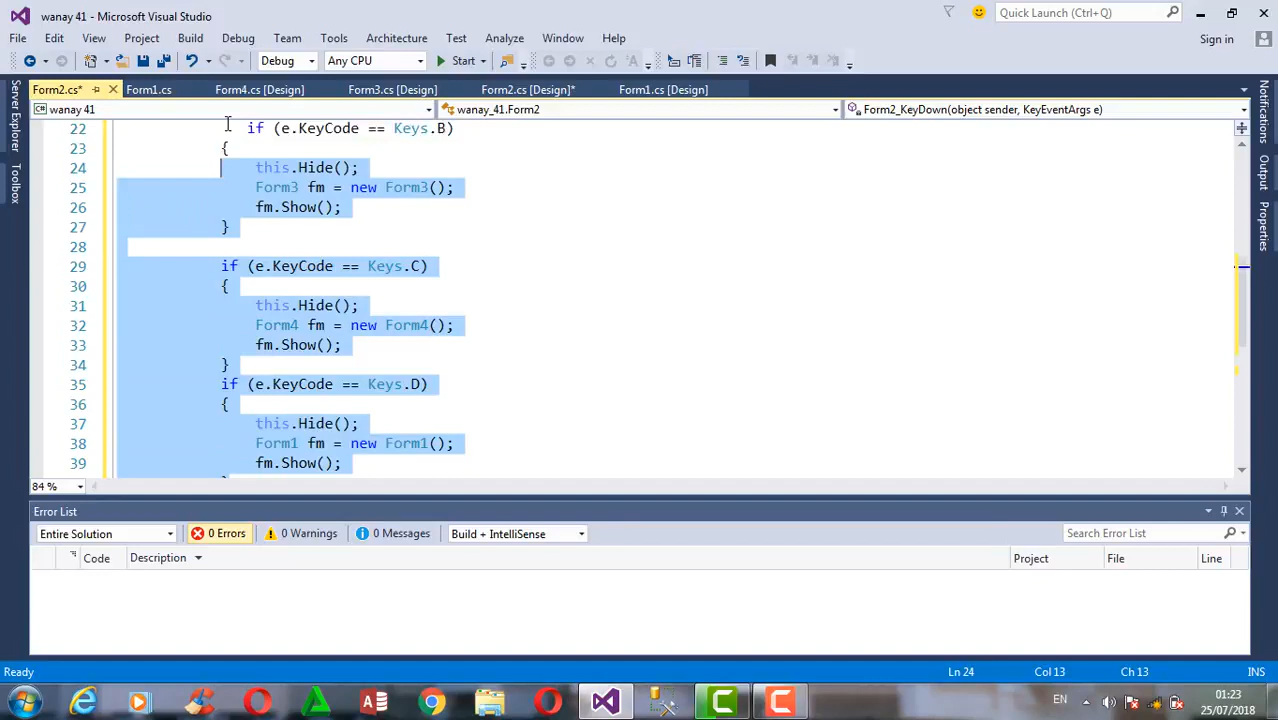 wanay 41 - Microsoft Visual Studio
Quick Launch (Ctrl+Q)
File Edit View Project Build Debug Team Tools Architecture Test Analyze Window Help
Sign in
Debug Any CPU Start
Form2.cs* Form1.cs Form4.cs [Design] Form3.cs [Design] Form2.cs [Design]* Form1.cs [Design]
wanay 41 wanay_41.Form2 Form2_KeyDown(object sender, KeyEventArgs e)
Server Explorer
Toolbox
Notifications
Output
Properties
22 if (e.KeyCode == Keys.B)
23 {
24 this.Hide();
25 Form3 fm = new Form3();
26 fm.Show();
27 }
28
29 if (e.KeyCode == Keys.C)
30 {
31 this.Hide();
32 Form4 fm = new Form4();
33 fm.Show();
34 }
35 if (e.KeyCode == Keys.D)
36 {
37 this.Hide();
38 Form1 fm = new Form1();
39 fm.Show();
84 %
Error List
Entire Solution 0 Errors 0 Warnings 0 Messages Build + IntelliSense Search Error List
Code Description Project File Line
Ready Ln 24 Col 13 Ch 13 INS
EN 01:23
25/07/2018